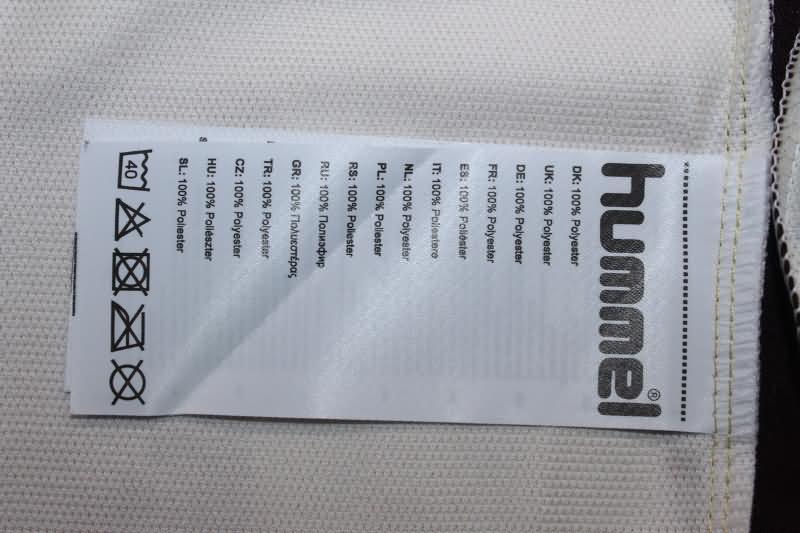 hummel®
DK: 100% Polyester
UK: 100% Polyester
DE: 100% Polyester
FR: 100% Polyester
ES: 100% Poliéster
IT: 100% Poliestere
NL: 100% Polyester
PL: 100% Poliester
RS: 100% Poliester
RU: 100% Полиэфир
GR: 100% Πολυεστέρας
TR: 100% Polyester
CZ: 100% Polyester
HU: 100% Poliészter
SL: 100% Poliester
40